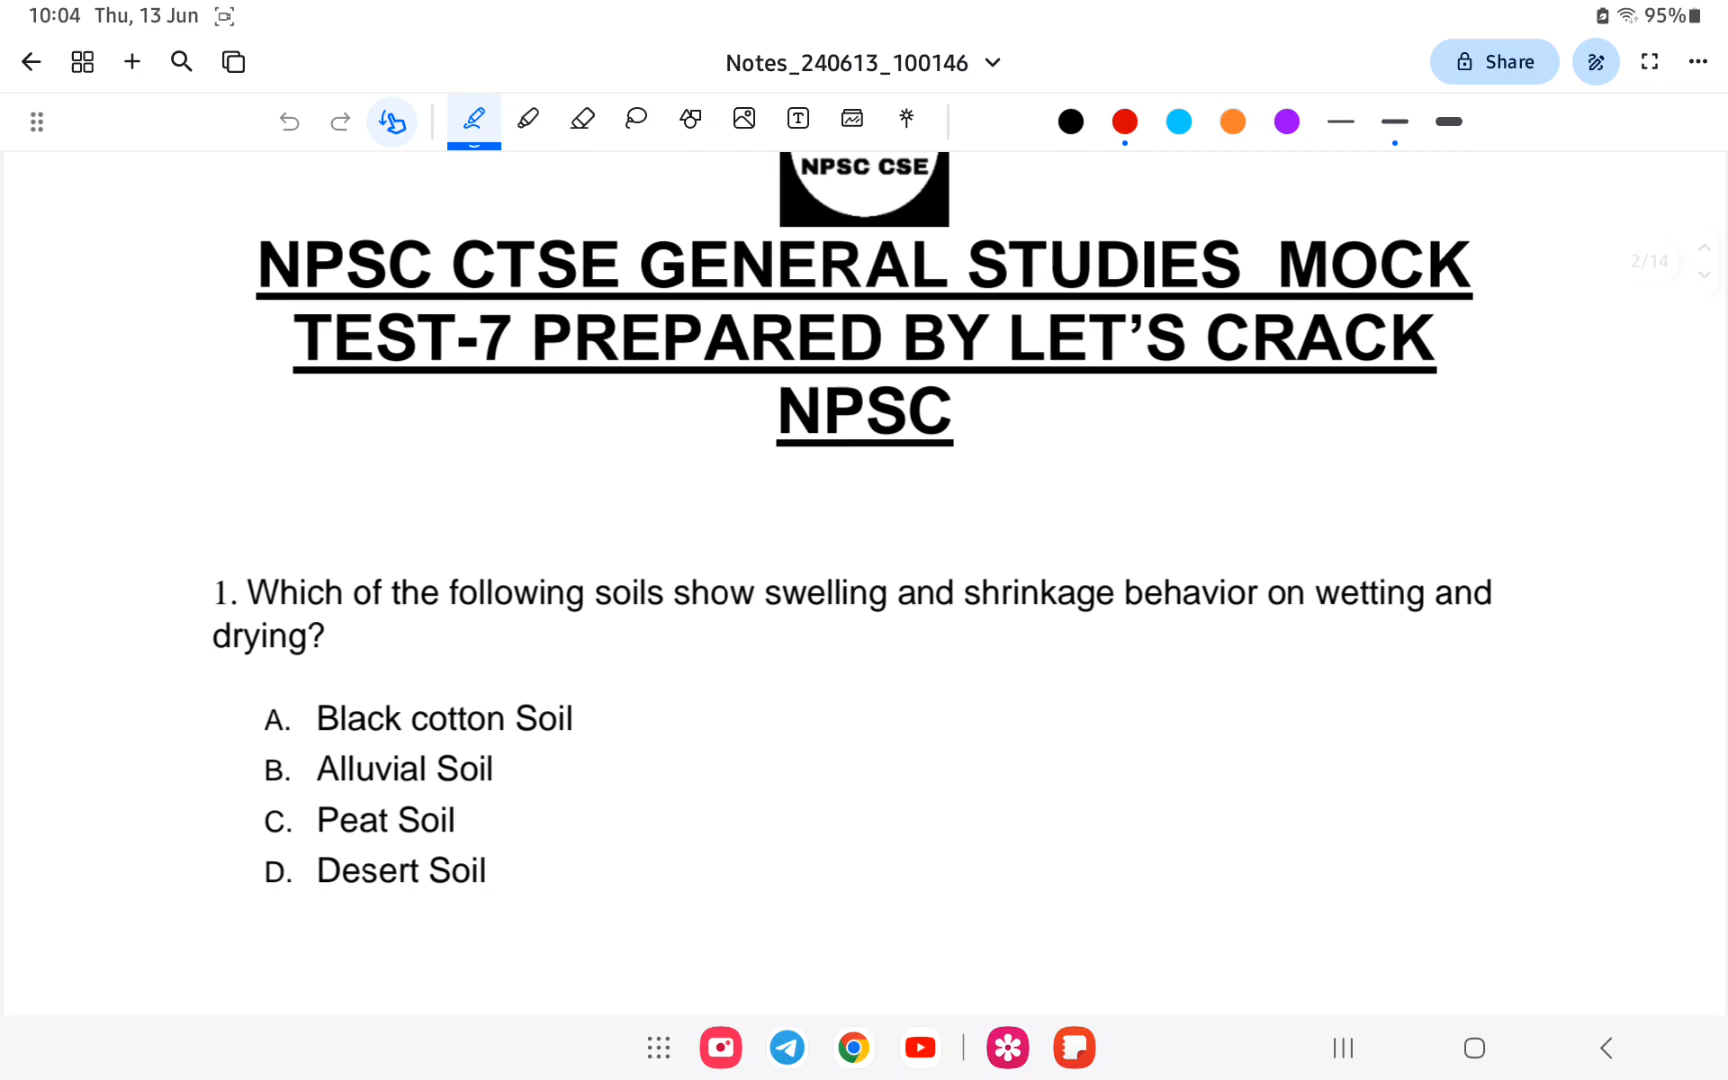 10:04 Thu, 13 Jun 95%
Notes_240613_100146
Share
NPSC CSE
NPSC CTSE GENERAL STUDIES MOCK
TEST-7 PREPARED BY LET’S CRACK
NPSC
2/14
1. Which of the following soils show swelling and shrinkage behavior on wetting and
drying?
A. Black cotton Soil
B. Alluvial Soil
C. Peat Soil
D. Desert Soil